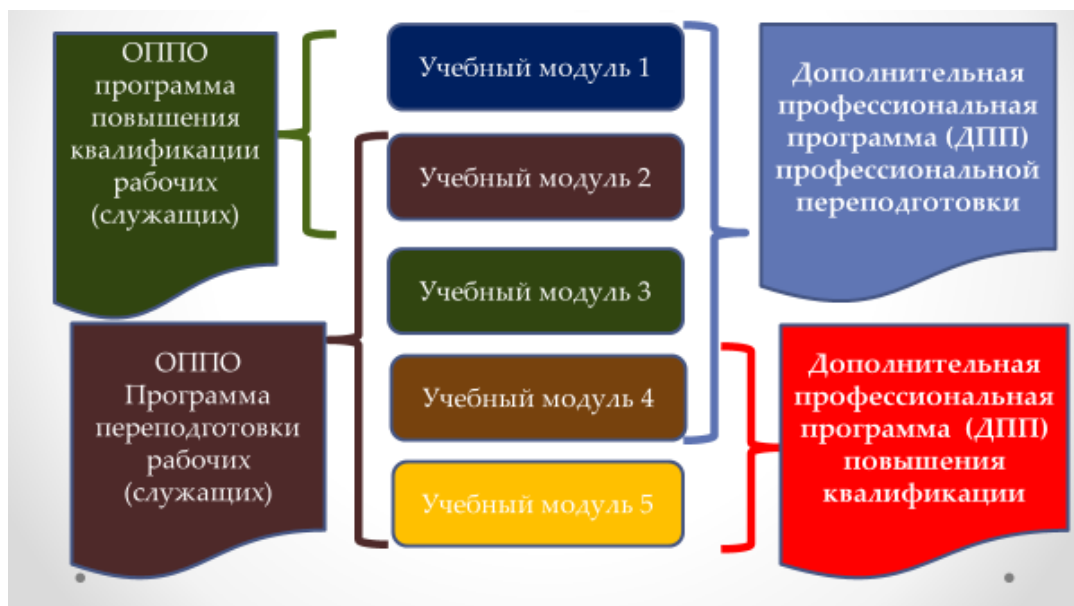 ОППО
программа
повышения
квалификации
рабочих
(служащих)
ОППО
Программа
переподготовки
рабочих
(служащих)
Учебный модуль 1
Учебный модуль 2
Учебный модуль 3
Учебный модуль 4
Учебный модуль 5
Дополнительная
профессиональная
программа (ДПП)
профессиональной
переподготовки
Дополнительная
профессиональная
программа (ДПП)
повышения
квалификации